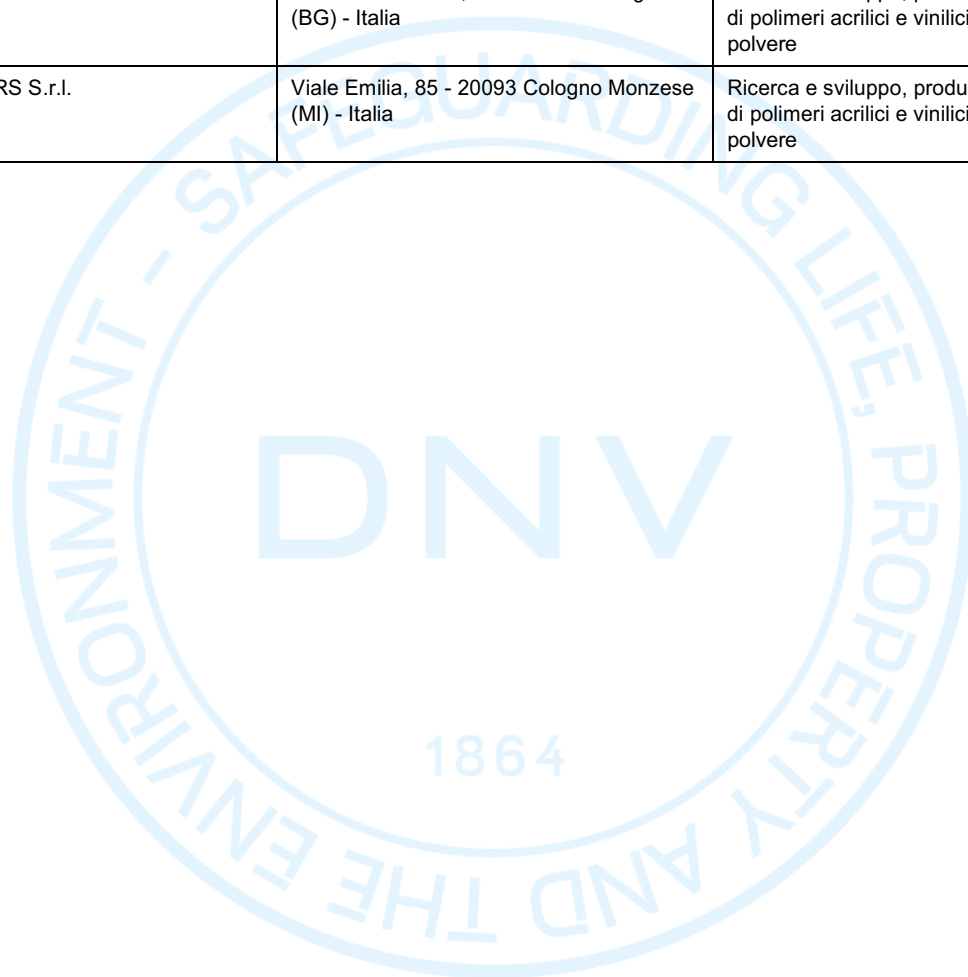 (BG) - Italia
di polimeri acrilici e vinilici
polvere
RS S.r.l.
Viale Emilia, 85 - 20093 Cologno Monzese
(MI) - Italia
Ricerca e sviluppo, produ
di polimeri acrilici e vinilici
polvere
SAFEGUARDING LIFE, PROPERTY AND THE ENVIRONMENT -
DNV
1864